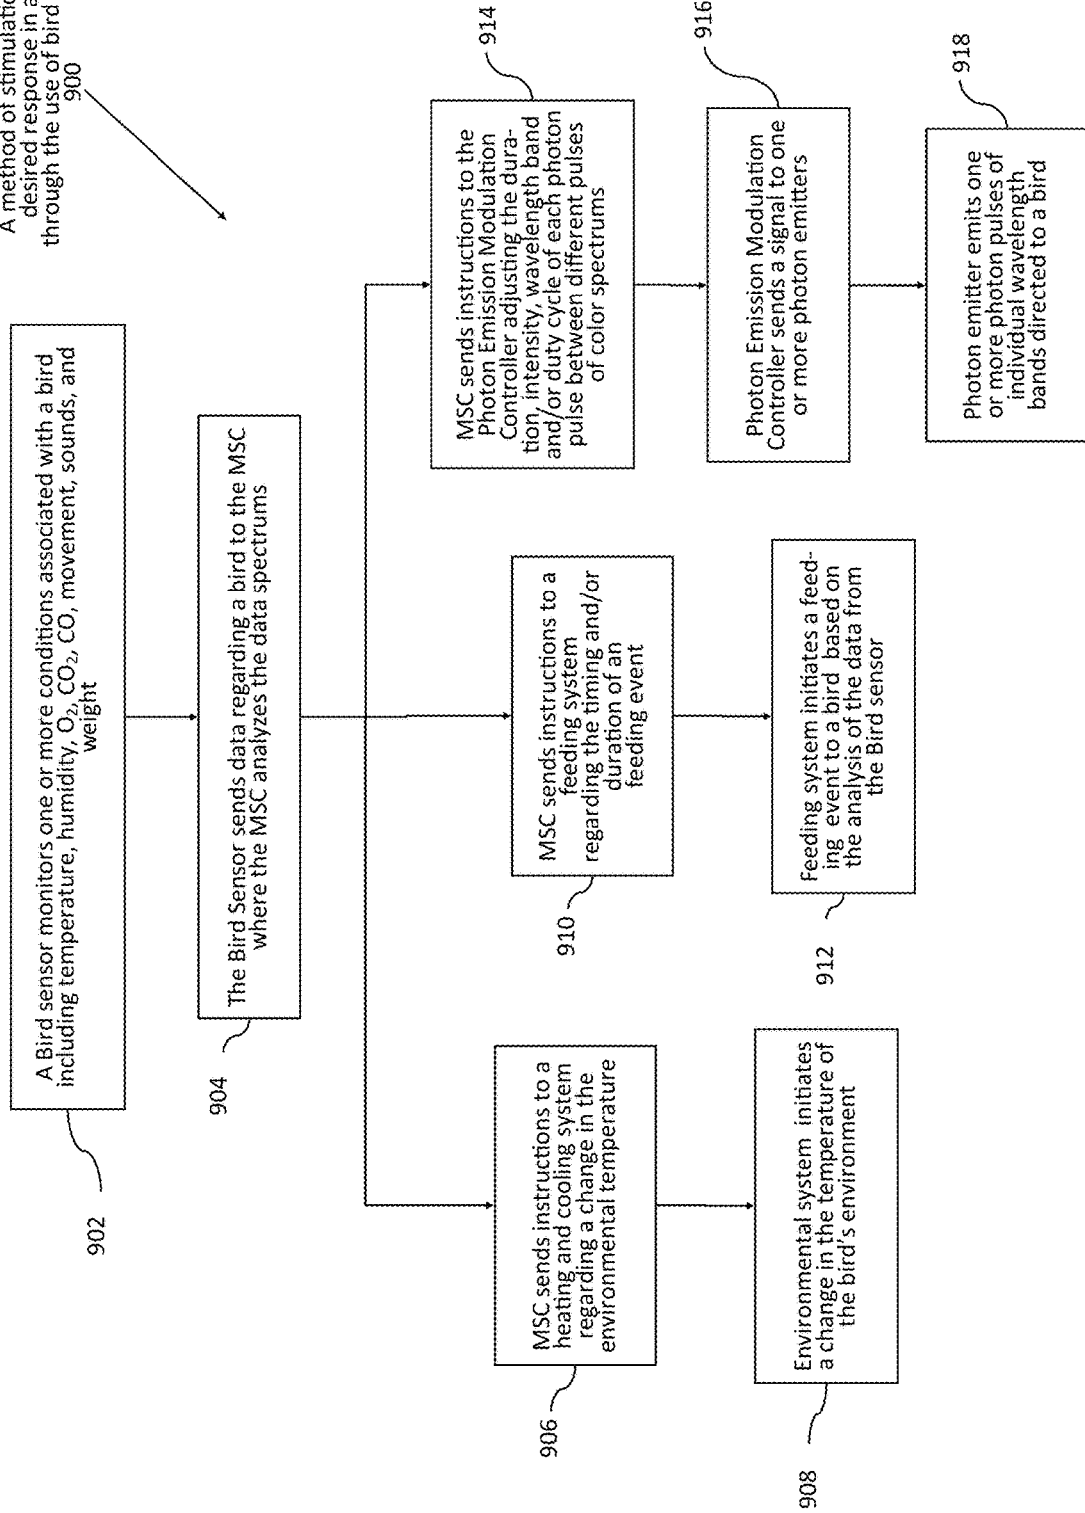 A method of stimulatio
desired response in a
through the use of bird
900
A Bird sensor monitors one or more conditions associated with a bird
including temperature, humidity, O₂, CO₂, CO, movement, sounds, and
weight
902
The Bird Sensor sends data regarding a bird to the MSC
where the MSC analyzes the data spectrums
904
MSC sends instructions to a
heating and cooling system
regarding a change in the
environmental temperature
906
Environmental system initiates
a change in the temperature of
the bird's environment
908
MSC sends instructions to a
feeding system
regarding the timing and/or
duration of an
feeding event
910
Feeding system initiates a feed-
ing event to a bird based on
the analysis of the data from
the Bird sensor
912
MSC sends instructions to the
Photon Emission Modulation
Controller adjusting the dura-
tion, intensity, wavelength band
and/or duty cycle of each photon
pulse between different pulses
of color spectrums
914
Photon Emission Modulation
Controller sends a signal to one
or more photon emitters
916
Photon emitter emits one
or more photon pulses of
individual wavelength
bands directed to a bird
918